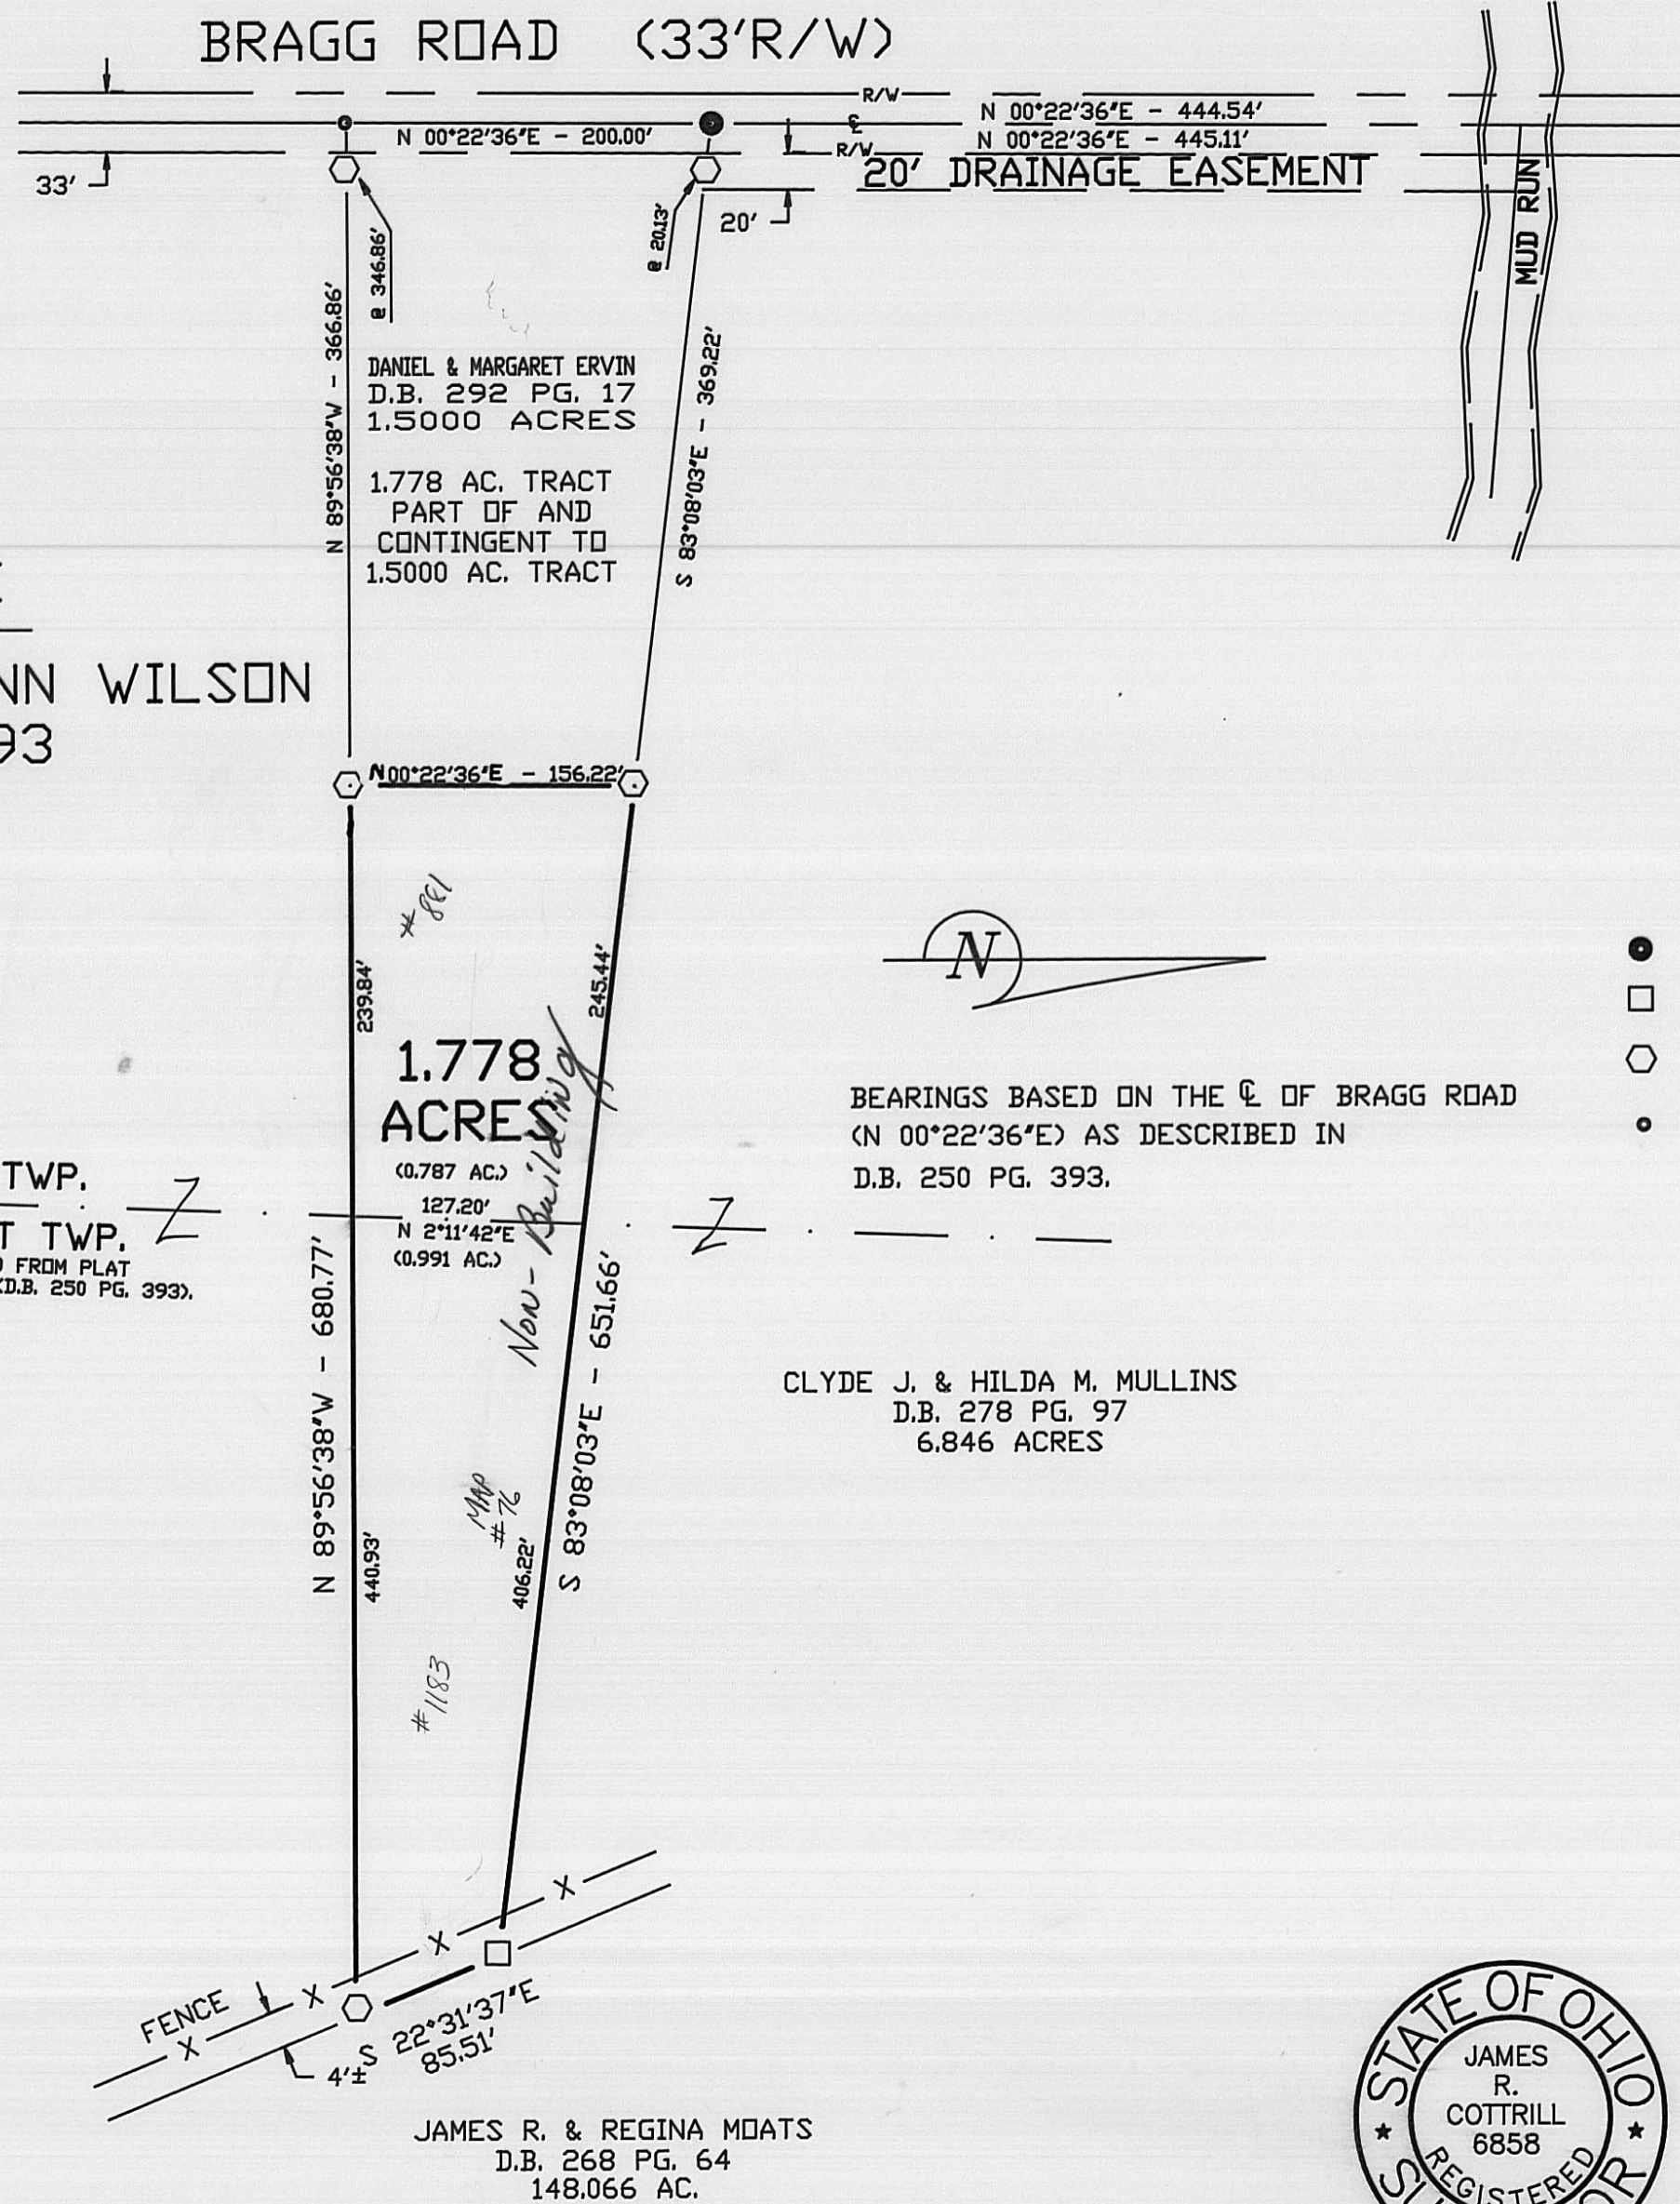 BRAGG ROAD (33'R/W)
R/W
N 00°22'36"E - 444.54'
℄
N 00°22'36"E - 200.00'
N 00°22'36"E - 445.11'
R/W
20' DRAINAGE EASEMENT
33'
20'
MUD RUN
@ 346.86'
@ 20.13'
N 89°56'38"W - 366.86'
S 83°08'03"E - 369.22'
DANIEL & MARGARET ERVIN
D.B. 292 PG. 17
1.5000 ACRES
1.778 AC. TRACT
PART OF AND
CONTINGENT TO
1.5000 AC. TRACT
NN WILSON
93
N00°22'36"E - 156.22'
# 881
239.84'
245.44'
1.778
ACRES
Non-Building
(0.787 AC.)
127.20'
N 2°11'42"E
(0.991 AC.)
N
BEARINGS BASED ON THE ℄ OF BRAGG ROAD
(N 00°22'36"E) AS DESCRIBED IN
D.B. 250 PG. 393.
TWP.
T TWP.
FROM PLAT
(D.B. 250 PG. 393).
N 89°56'38"W - 680.77'
S 83°08'03"E - 651.66'
CLYDE J. & HILDA M. MULLINS
D.B. 278 PG. 97
6.846 ACRES
MAP
#76
440.93'
406.22'
#1183
X
X
X
X
FENCE
4'±
S 22°31'37"E
85.51'
JAMES R. & REGINA MOATS
D.B. 268 PG. 64
148.066 AC.
STATE OF OHIO
JAMES
R.
COTTRILL
6858
REGISTERED